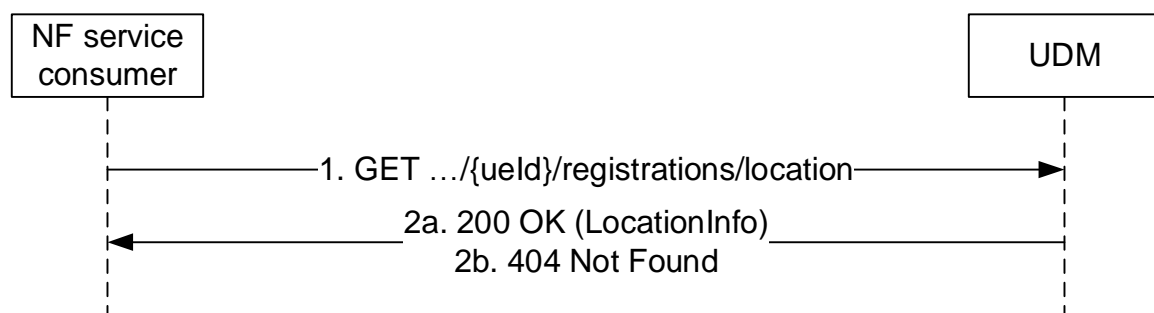 NF service
consumer
UDM
1. GET …/{ueId}/registrations/location
2a. 200 OK (LocationInfo)
2b. 404 Not Found